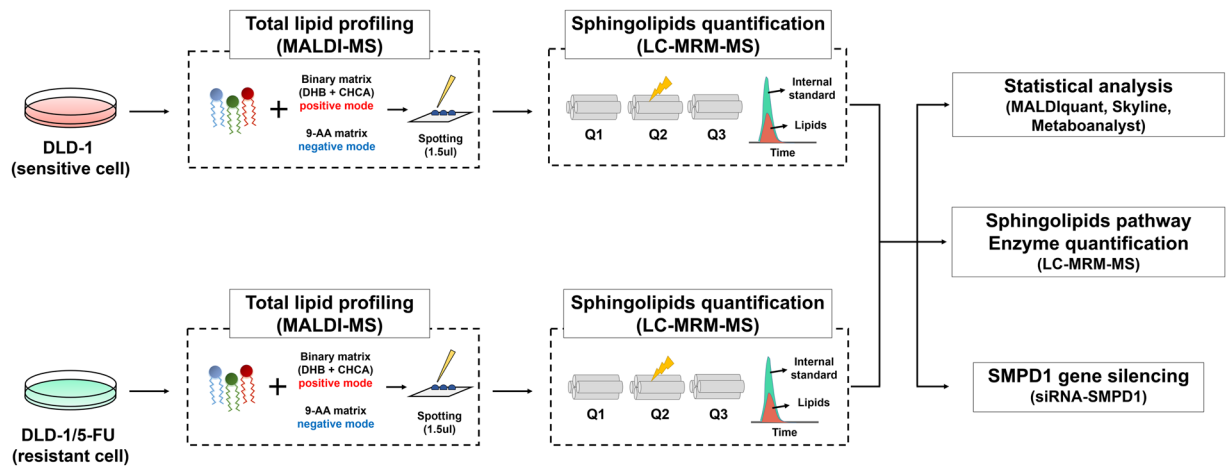 Total lipid profiling
(MALDI-MS)
Sphingolipids quantification
(LC-MRM-MS)
DLD-1
(sensitive cell)
Binary matrix
(DHB + CHCA)
positive mode
9-AA matrix
negative mode
Spotting
(1.5ul)
Q1
Q2
Q3
Internal
standard
Lipids
Time
Total lipid profiling
(MALDI-MS)
Sphingolipids quantification
(LC-MRM-MS)
DLD-1/5-FU
(resistant cell)
Binary matrix
(DHB + CHCA)
positive mode
9-AA matrix
negative mode
Spotting
(1.5ul)
Q1
Q2
Q3
Internal
standard
Lipids
Time
Statistical analysis
(MALDIquant, Skyline,
Metaboanalyst)
Sphingolipids pathway
Enzyme quantification
(LC-MRM-MS)
SMPD1 gene silencing
(siRNA-SMPD1)